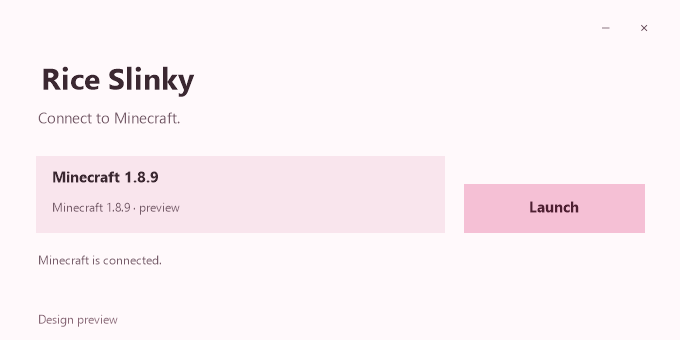 Rice Slinky
Connect to Minecraft.
Minecraft 1.8.9
Minecraft 1.8.9 · preview
Launch
Minecraft is connected.
Design preview